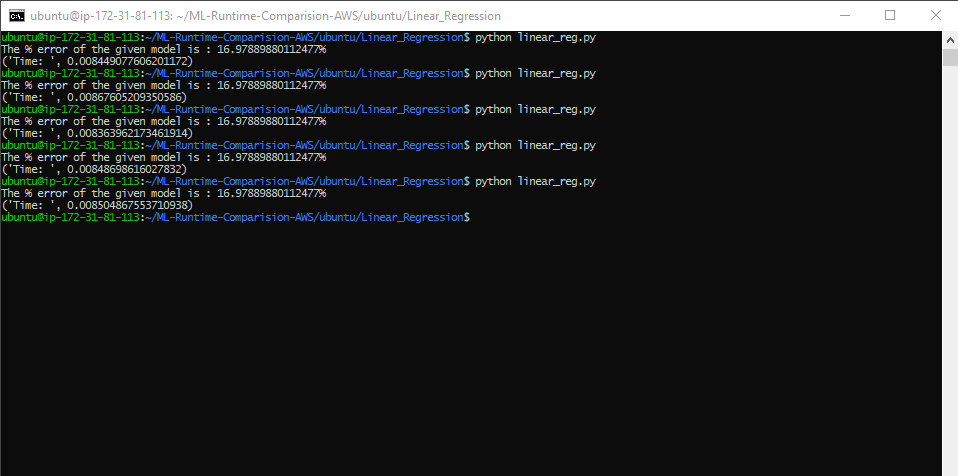 ubuntu@ip-172-31-81-113: ~/ML-Runtime-Comparision-AWS/ubuntu/Linear_Regression
ubuntu@ip-172-31-81-113:~/ML-Runtime-Comparision-AWS/ubuntu/Linear_Regression$ python linear_reg.py
The % error of the given model is : 16.97889880112477%
('Time: ', 0.008449077606201172)
ubuntu@ip-172-31-81-113:~/ML-Runtime-Comparision-AWS/ubuntu/Linear_Regression$ python linear_reg.py
The % error of the given model is : 16.97889880112477%
('Time: ', 0.00867605209350586)
ubuntu@ip-172-31-81-113:~/ML-Runtime-Comparision-AWS/ubuntu/Linear_Regression$ python linear_reg.py
The % error of the given model is : 16.97889880112477%
('Time: ', 0.008363962173461914)
ubuntu@ip-172-31-81-113:~/ML-Runtime-Comparision-AWS/ubuntu/Linear_Regression$ python linear_reg.py
The % error of the given model is : 16.97889880112477%
('Time: ', 0.00848698616027832)
ubuntu@ip-172-31-81-113:~/ML-Runtime-Comparision-AWS/ubuntu/Linear_Regression$ python linear_reg.py
The % error of the given model is : 16.97889880112477%
('Time: ', 0.008504867553710938)
ubuntu@ip-172-31-81-113:~/ML-Runtime-Comparision-AWS/ubuntu/Linear_Regression$